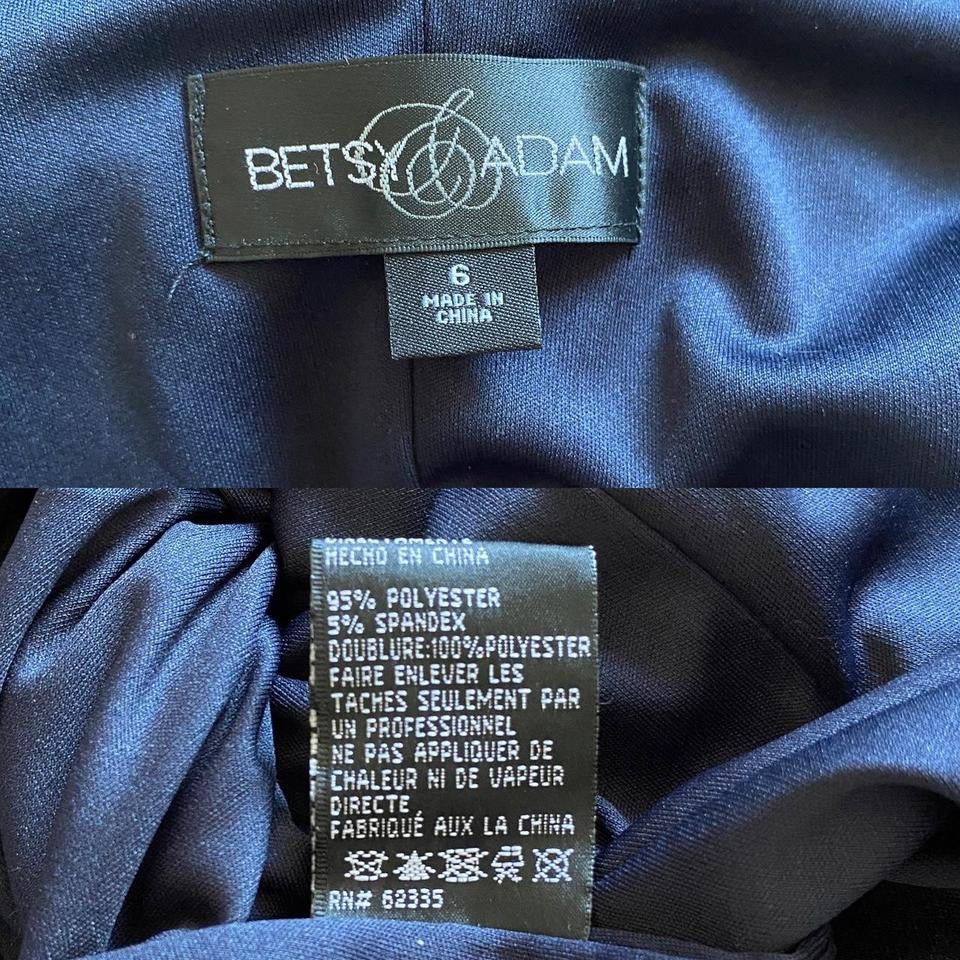 BETSY & ADAM
6
MADE IN
CHINA
HECHO EN CHINA
95% POLYESTER
5% SPANDEX
DOUBLURE:100%POLYESTER
FAIRE ENLEVER LES
TACHES SEULEMENT PAR
UN PROFESSIONNEL
NE PAS APPLIQUER DE
CHALEUR NI DE VAPEUR
DIRECTE
FABRIQUÉ AUX LA CHINA
RN# 62335